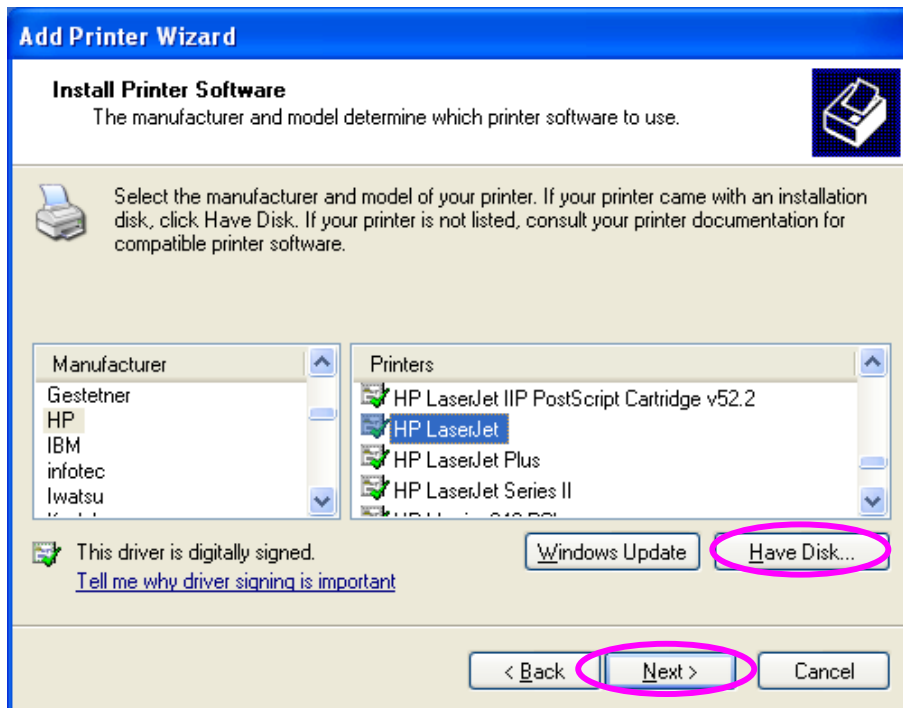 Add Printer Wizard
Install Printer Software
The manufacturer and model determine which printer software to use.
Select the manufacturer and model of your printer. If your printer came with an installation
disk, click Have Disk. If your printer is not listed, consult your printer documentation for
compatible printer software.
Manufacturer
Gestetner
HP
IBM
infotec
Iwatsu
Printers
HP LaserJet IIP PostScript Cartridge v52.2
HP LaserJet
HP LaserJet Plus
HP LaserJet Series II
This driver is digitally signed.
Tell me why driver signing is important
Windows Update
Have Disk...
< Back
Next >
Cancel